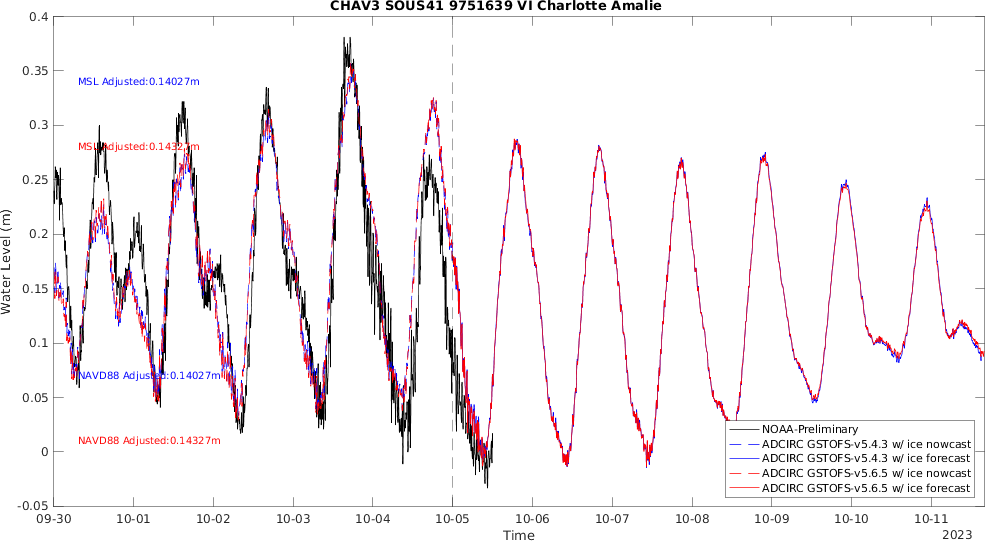 CHAV3 SOUS41 9751639 VI Charlotte Amalie
0.4
0.35
0.3
0.25
0.2
0.15
0.1
0.05
0
-0.05
Water Level (m)
MSL Adjusted:0.14027m
MSL Adjusted:0.14327m
NAVD88 Adjusted:0.14027m
NAVD88 Adjusted:0.14327m
NOAA-Preliminary
ADCIRC GSTOFS-v5.4.3 w/ ice nowcast
ADCIRC GSTOFS-v5.4.3 w/ ice forecast
ADCIRC GSTOFS-v5.6.5 w/ ice nowcast
ADCIRC GSTOFS-v5.6.5 w/ ice forecast
09-30 10-01 10-02 10-03 10-04 10-05 10-06 10-07 10-08 10-09 10-10 10-11
Time
2023